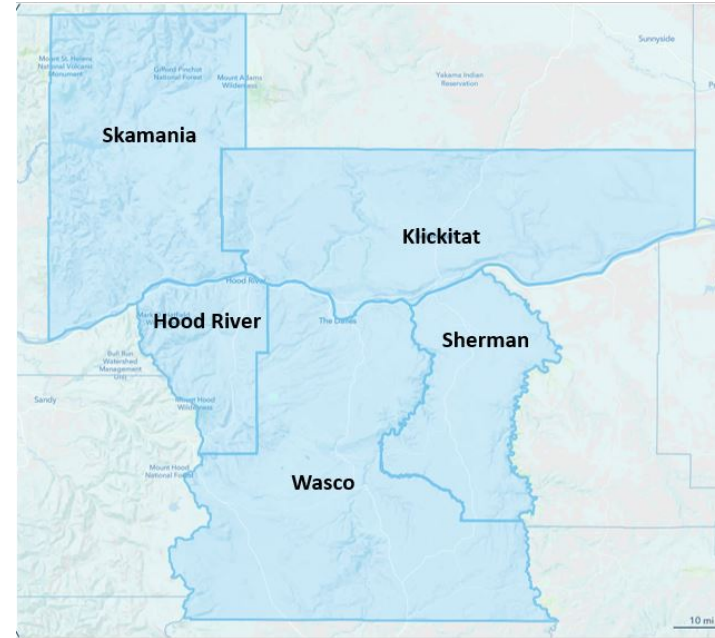 Sunnyside
Mount St. Helens
National Volcanic
Monument
Gifford Pinchot
National Forest
Mount Adams
Wilderness
Yakama Indian
Reservation
Skamania
Klickitat
Hood River
Hood River
Sherman
The Dalles
Bull Run
Watershed
Management
Unit
Sandy
Mount Hood
Wilderness
Mount Hood
National Forest
Wasco
10 mi